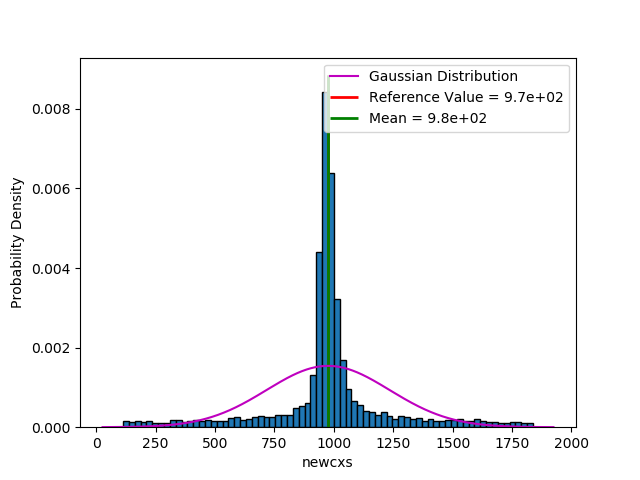 Gaussian Distribution
Reference Value = 9.7e+02
Mean = 9.8e+02
Probability Density
0.008
0.006
0.004
0.002
0.000
0 250 500 750 1000 1250 1500 1750 2000
newcxs